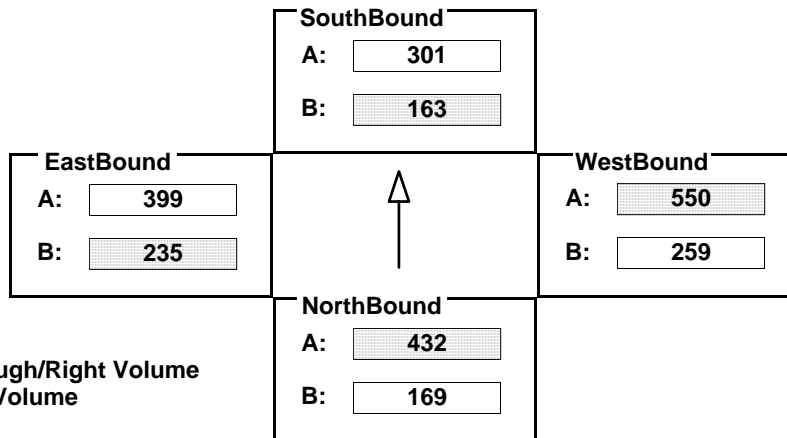 SouthBound
A: 301
B: 163
EastBound
A: 399
B: 235
WestBound
A: 550
B: 259
NorthBound
A: 432
B: 169
ugh/Right Volume
Volume